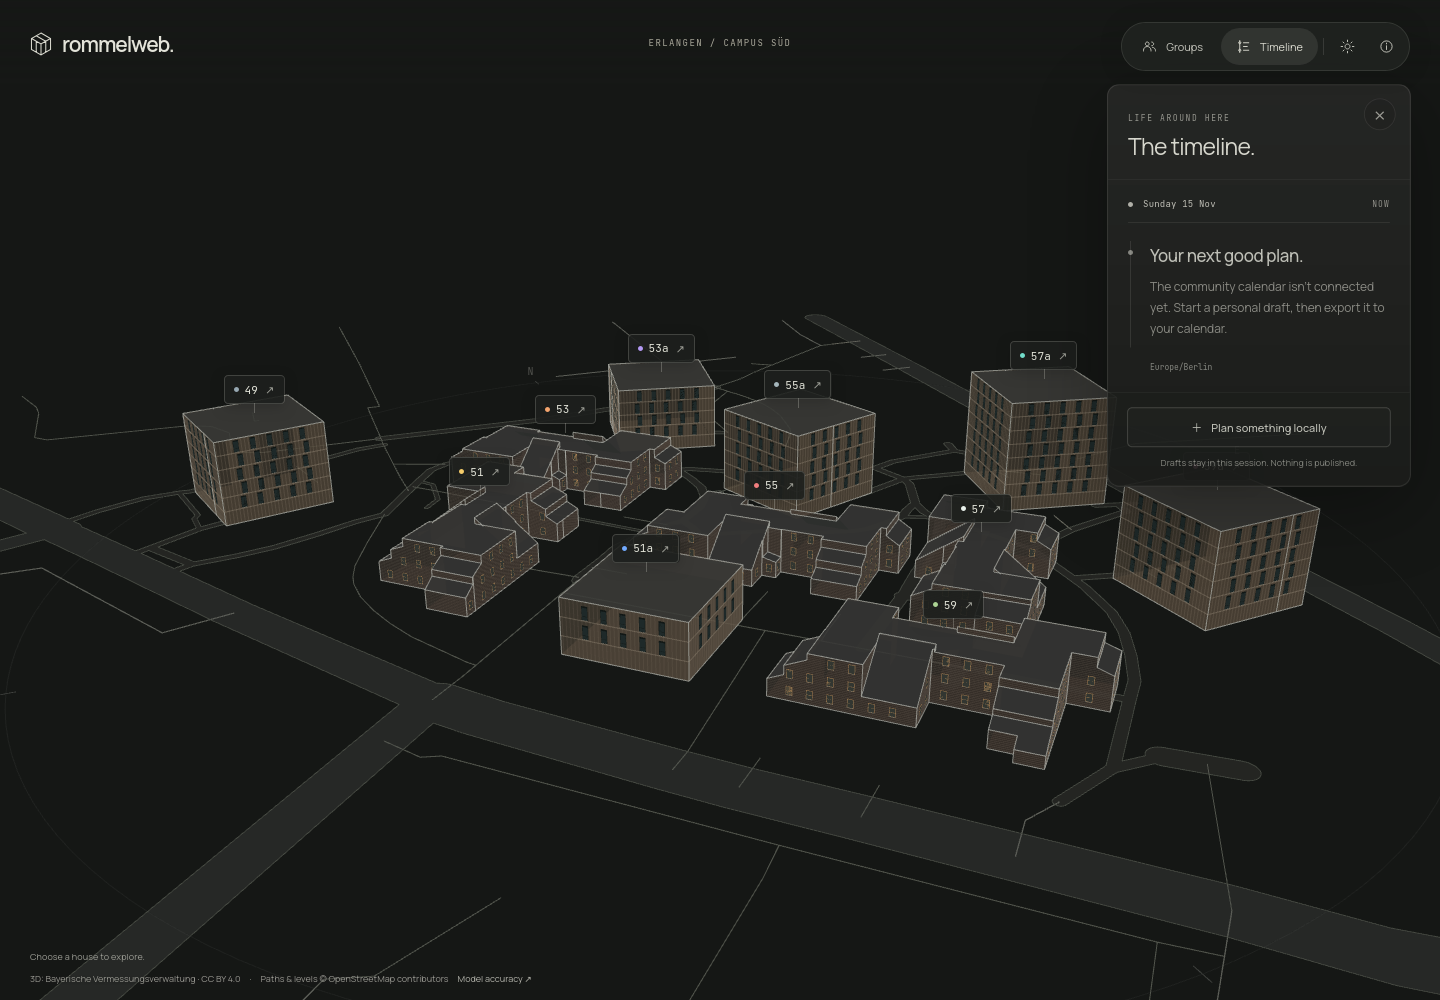 rommelweb.
ERLANGEN / CAMPUS SÜD
Groups
Timeline
LIFE AROUND HERE
The timeline.
Sunday 15 Nov
NOW
Your next good plan.
The community calendar isn't connected
yet. Start a personal draft, then export it to
your calendar.
Europe/Berlin
+ Plan something locally
Drafts stay in this session. Nothing is published.
N
53a ↗
57a ↗
49 ↗
55a ↗
53 ↗
51 ↗
55 ↗
57 ↗
51a ↗
59 ↗
Choose a house to explore.
3D: Bayerische Vermessungsverwaltung · CC BY 4.0 · Paths & levels © OpenStreetMap contributors Model accuracy ↗